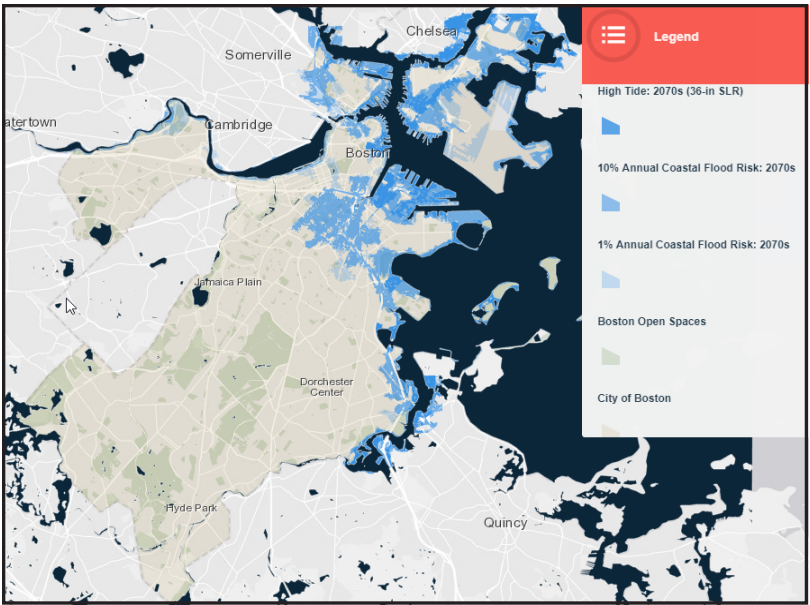 Chelsea
Somerville
atertown
Cambridge
Boston
Jamaica Plain
Dorchester
Center
Hyde Park
Quincy
Legend
High Tide: 2070s (36-in SLR)
10% Annual Coastal Flood Risk: 2070s
1% Annual Coastal Flood Risk: 2070s
Boston Open Spaces
City of Boston